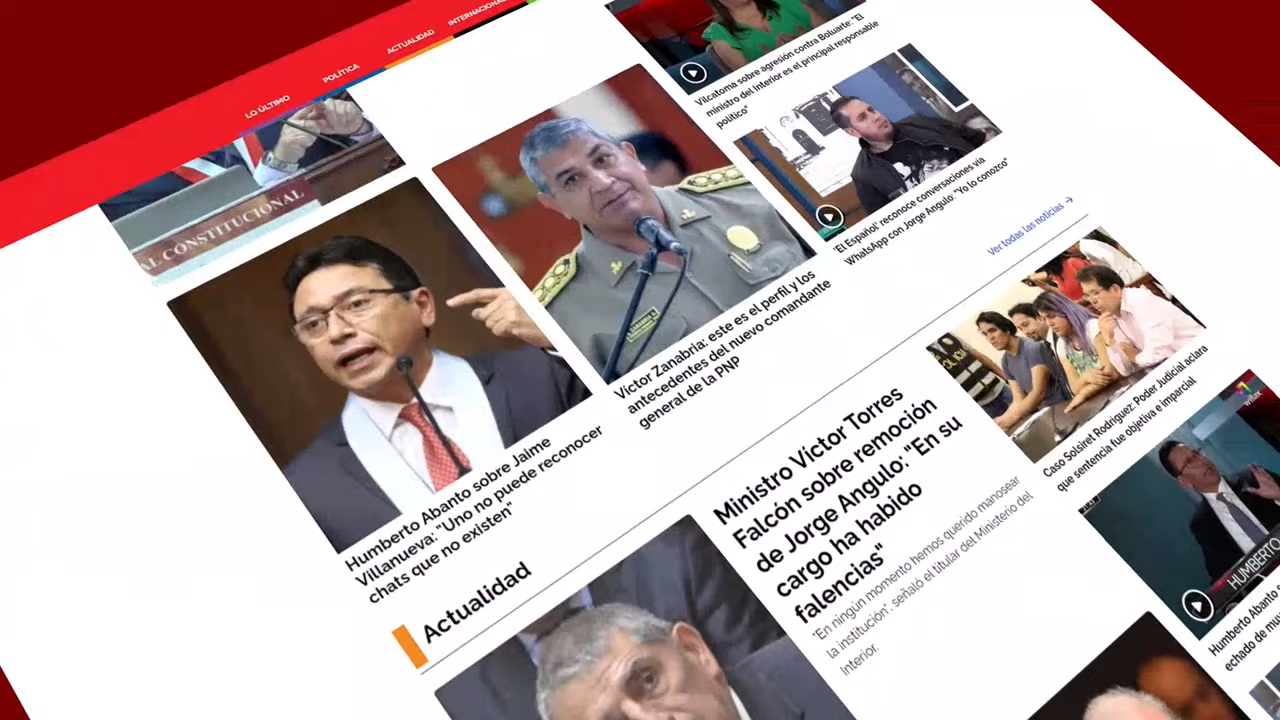 LO ÚLTIMO
POLÍTICA
ACTUALIDAD
AL CONSTITUCIONAL
Humberto Abanto sobre Jaime
Villanueva: "Uno no puede reconocer
chats que no existen"
Víctor Zanabria: este es el perfil y los
antecedentes del nuevo comandante
general de la PNP
Vilcatoma sobre agresión contra Boluarte: "El
ministro del Interior es el principal responsable
político"
'El Español' reconoce conversaciones vía
WhatsApp con Jorge Angulo: "Yo lo conozco"
Ver todas las noticias
Actualidad
Ministro Víctor Torres
Falcón sobre remoción
de Jorge Angulo: "En su
cargo ha habido
falencias"
"En ningún momento hemos querido manosear
la institución", señaló el titular del Ministerio del
Interior.
Caso Solsiret Rodríguez: Poder Judicial aclara
que sentencia fue objetiva e imparcial
willax
HUMBERTO
Humberto Abanto
echado de